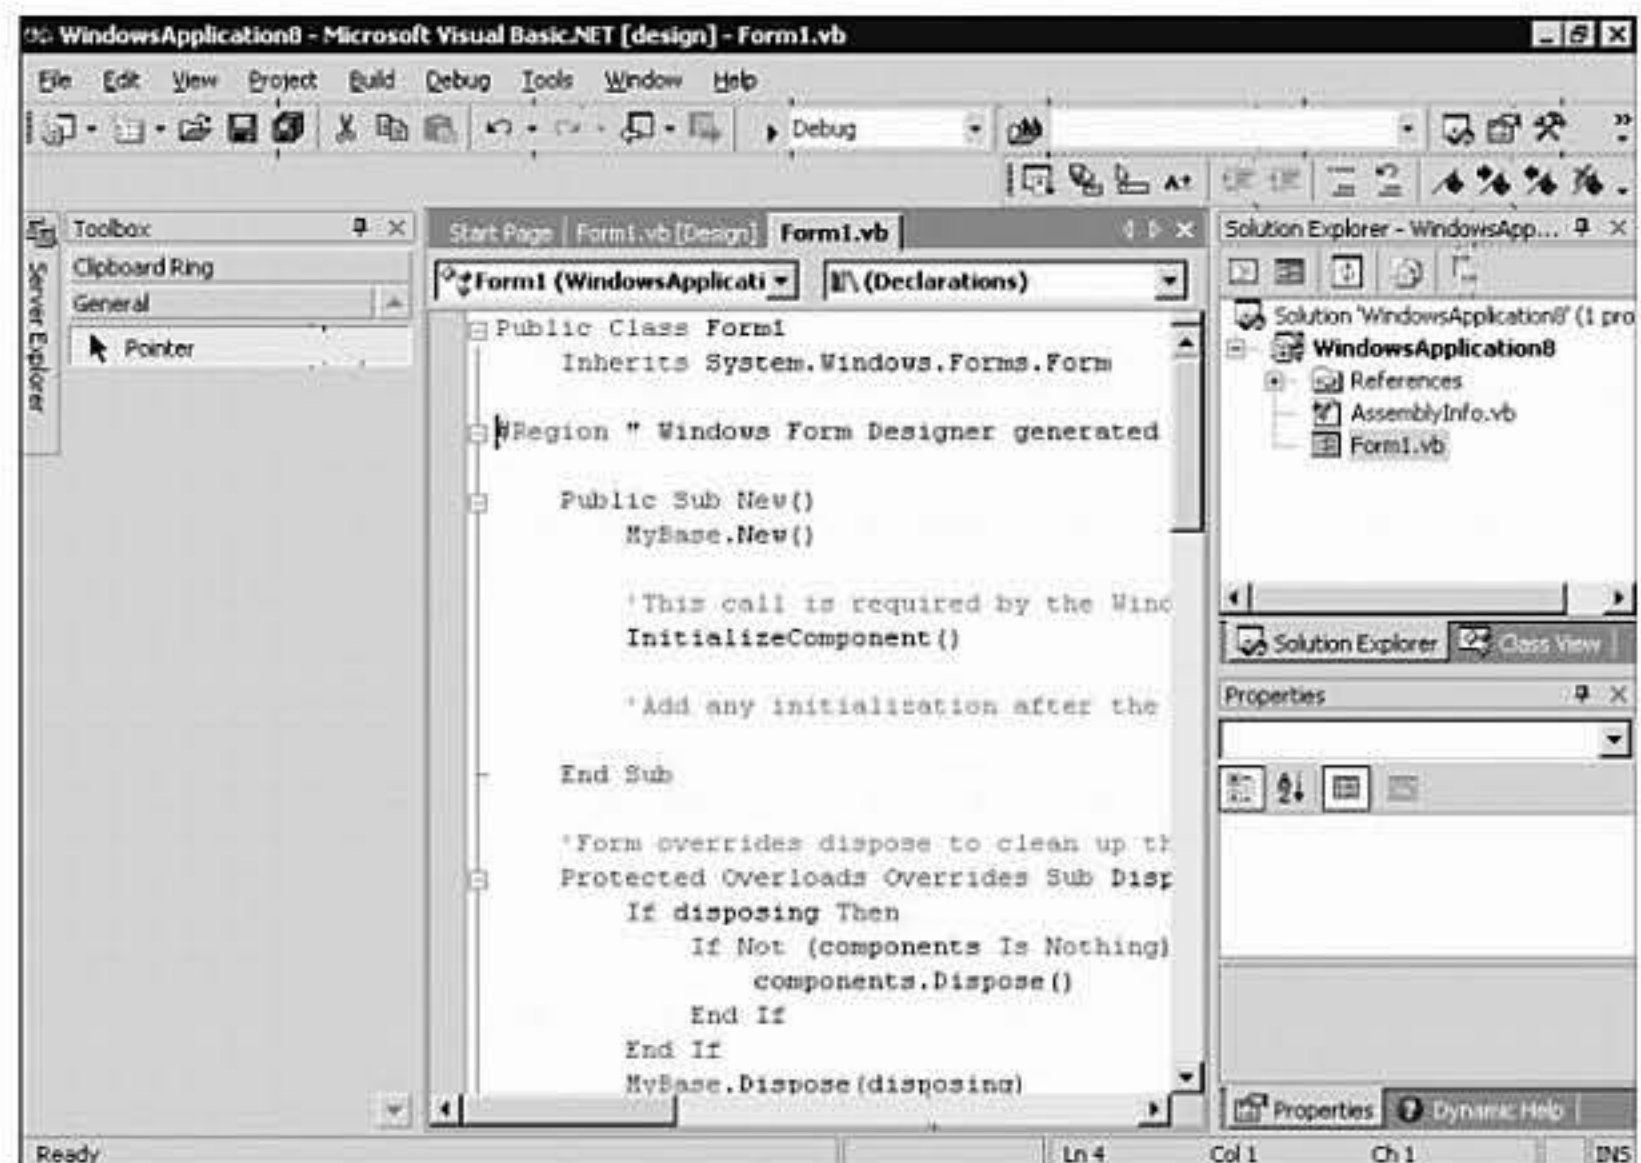 WindowsApplication8 - Microsoft Visual Basic.NET [design] - Form1.vb
File Edit View Project Build Debug Tools Window Help
Debug
Toolbox
Clipboard Ring
General
Pointer
Server Explorer
Start Page Form1.vb [Design] Form1.vb
Form1 (WindowsApplicati (Declarations)
Public Class Form1
Inherits System.Windows.Forms.Form
#Region " Windows Form Designer generated
Public Sub New()
MyBase.New()
'This call is required by the Wind
InitializeComponent()
'Add any initialization after the
End Sub
'Form overrides dispose to clean up th
Protected Overloads Overrides Sub Disp
If disposing Then
If Not (components Is Nothing)
components.Dispose()
End If
End If
MyBase.Dispose(disposing)
Solution Explorer - WindowsApp...
Solution 'WindowsApplication8' (1 pro
WindowsApplication8
References
AssemblyInfo.vb
Form1.vb
Solution Explorer Class View
Properties
Properties Dynamic Help
Ready Ln 4 Col 1 Ch 1 INS